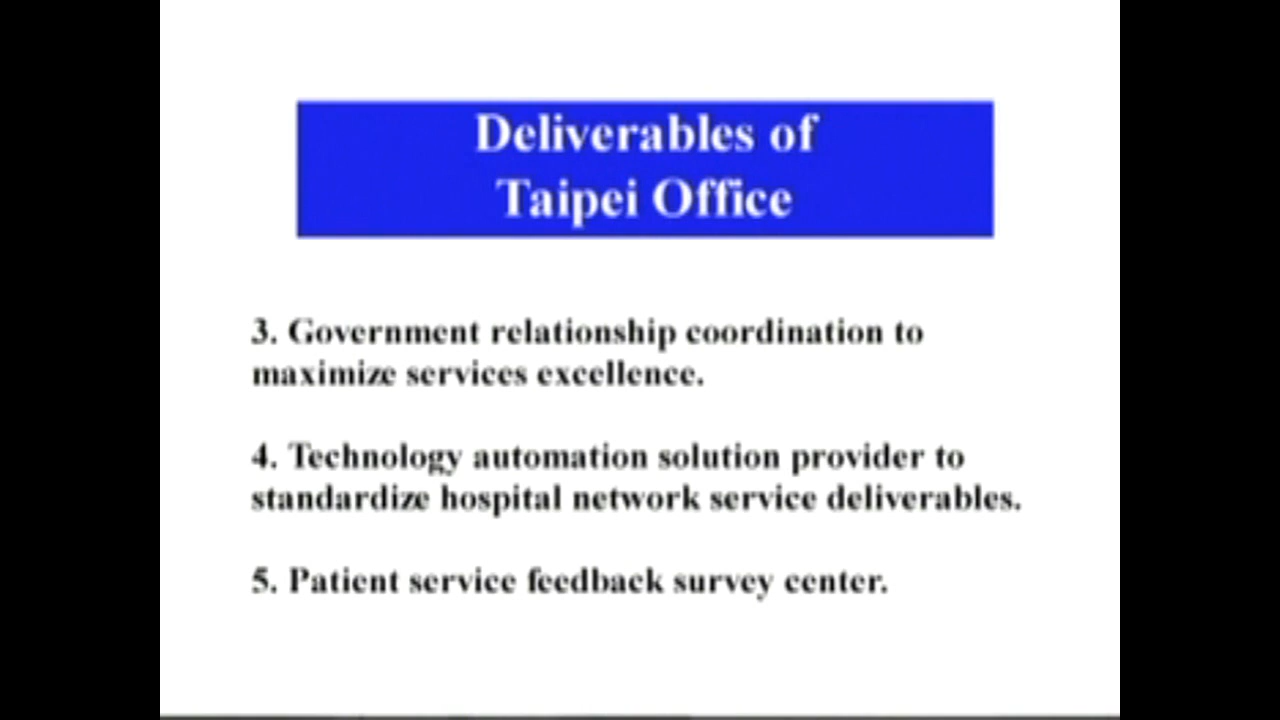 Deliverables of
Taipei Office
3. Government relationship coordination to
maximize services excellence.
4. Technology automation solution provider to
standardize hospital network service deliverables.
5. Patient service feedback survey center.